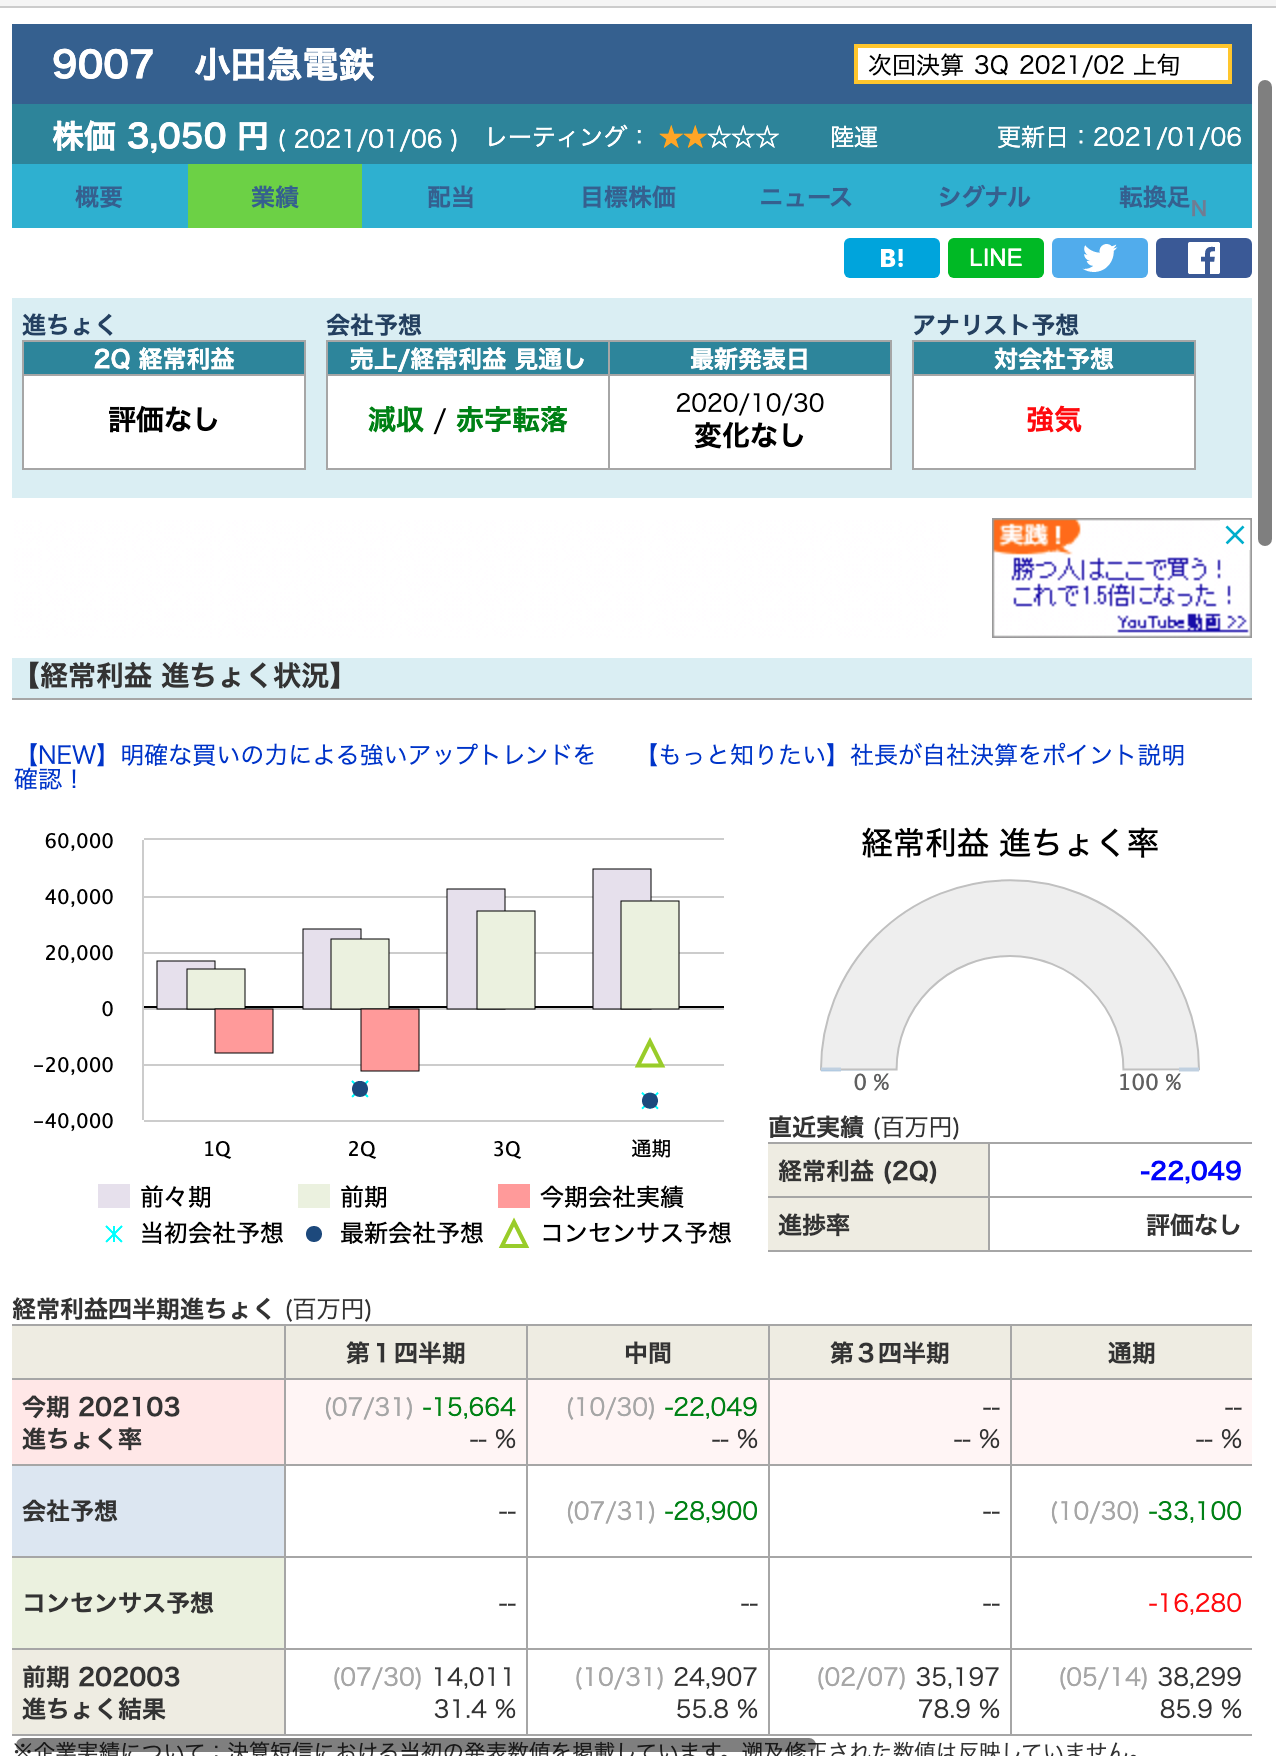 9007 小田急電鉄
次回決算 3Q 2021/02 上旬
株価 3,050 円 ( 2021/01/06 ) レーティング： ★★☆☆☆ 陸運 更新日：2021/01/06
概要 業績 配当 目標株価 ニュース シグナル 転換足N
B! LINE
進ちょく 会社予想 アナリスト予想
2Q 経常利益 売上/経常利益 見通し 最新発表日 対会社予想
評価なし 減収 / 赤字転落 2020/10/30 強気
変化なし
実践！
勝つ人はここで買う！
これで1.5倍になった！
YouTube動画 >>
【経常利益 進ちょく状況】
【NEW】明確な買いの力による強いアップトレンドを
確認！
【もっと知りたい】社長が自社決算をポイント説明
60,000
40,000
20,000
0
-20,000
-40,000
1Q 2Q 3Q 通期
前々期 前期 今期会社実績
当初会社予想 最新会社予想 コンセンサス予想
経常利益 進ちょく率
0 % 100 %
直近実績 (百万円)
経常利益 (2Q) -22,049
進捗率 評価なし
経常利益四半期進ちょく (百万円)
第１四半期 中間 第３四半期 通期
今期 202103 (07/31) -15,664 (10/30) -22,049 -- --
進ちょく率 -- % -- % -- % -- %
会社予想 -- (07/31) -28,900 -- (10/30) -33,100
コンセンサス予想 -- -- -- -16,280
前期 202003 (07/30) 14,011 (10/31) 24,907 (02/07) 35,197 (05/14) 38,299
進ちょく結果 31.4 % 55.8 % 78.9 % 85.9 %
※企業実績について：決算短信における当初の発表数値を掲載しています。遡及修正された数値は反映していません。